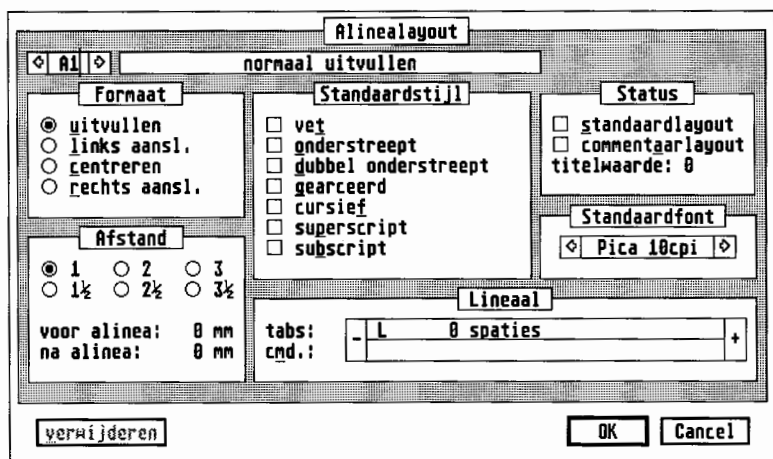 Alinealayout
A1 normaal uitvullen
Formaat
uitvullen
links aansl.
centreren
rechts aansl.
Standaardstijl
vet
onderstreept
dubbel onderstreept
gearceerd
cursief
superscript
subscript
Status
standaardlayout
commentaarlayout
titelwaarde: 0
Standaardfont
Pica 10cpi
Afstand
1 2 3
1½ 2½ 3½
voor alinea: 0 mm
na alinea: 0 mm
Lineaal
tabs: - L 0 spaties +
cmd.:
verwijderen OK Cancel